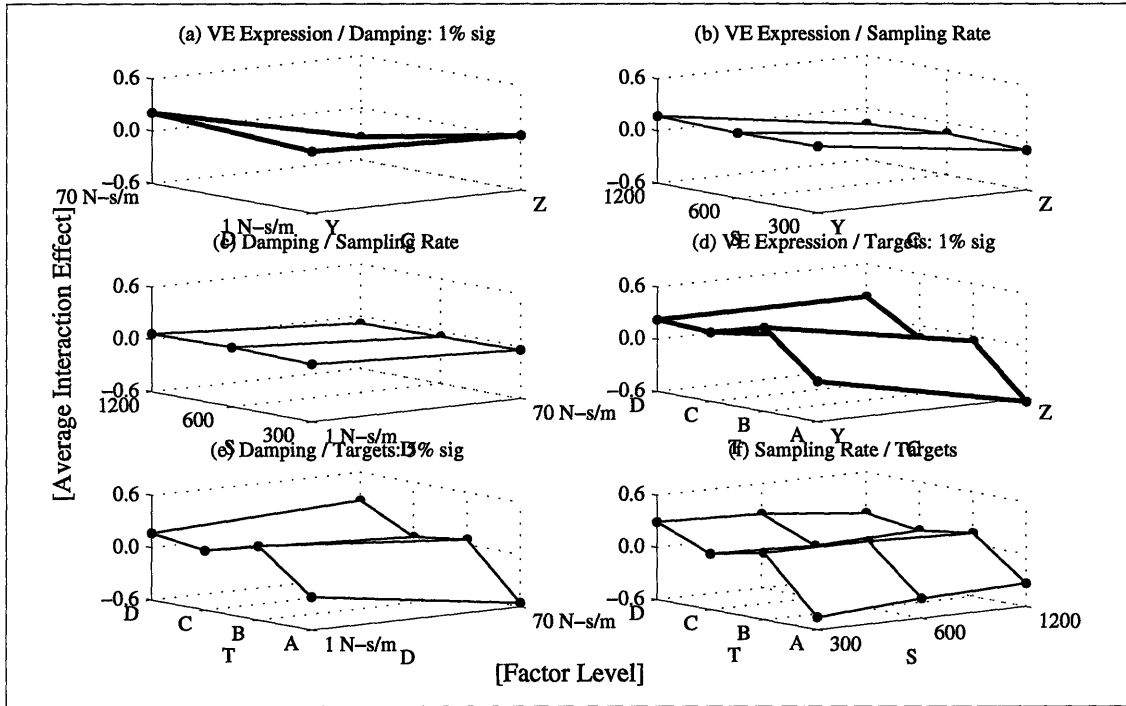 (a) VE Expression / Damping: 1% sig
(b) VE Expression / Sampling Rate
0.6
0.0
−0.6
70 N−s/m
1 N−s/m
D
Y
C
Z
0.6
0.0
−0.6
1200
600
300
S
Y
C
Z
(c) Damping / Sampling Rate
(d) VE Expression / Targets: 1% sig
0.6
0.0
−0.6
1200
600
300
S
1 N−s/m
D
70 N−s/m
0.6
0.0
−0.6
D
C
B
A
T
Y
C
Z
(e) Damping / Targets: 5% sig
(f) Sampling Rate / Targets
0.6
0.0
−0.6
D
C
B
A
T
1 N−s/m
D
70 N−s/m
0.6
0.0
−0.6
D
C
B
A
T
300
600
1200
S
[Average Interaction Effect]
[Factor Level]